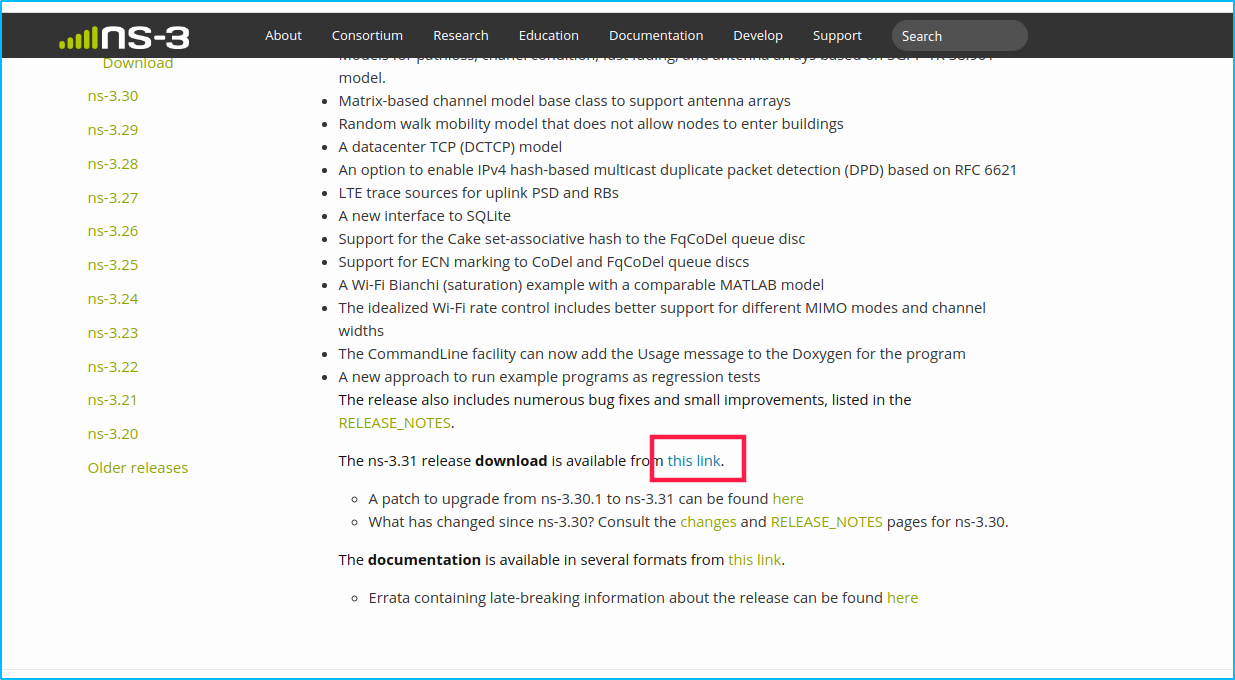 ns-3 About Consortium Research Education Documentation Develop Support Search
Download
ns-3.30
ns-3.29
ns-3.28
ns-3.27
ns-3.26
ns-3.25
ns-3.24
ns-3.23
ns-3.22
ns-3.21
ns-3.20
Older releases
model.
Matrix-based channel model base class to support antenna arrays
Random walk mobility model that does not allow nodes to enter buildings
A datacenter TCP (DCTCP) model
An option to enable IPv4 hash-based multicast duplicate packet detection (DPD) based on RFC 6621
LTE trace sources for uplink PSD and RBs
A new interface to SQLite
Support for the Cake set-associative hash to the FqCoDel queue disc
Support for ECN marking to CoDel and FqCoDel queue discs
A Wi-Fi Bianchi (saturation) example with a comparable MATLAB model
The idealized Wi-Fi rate control includes better support for different MIMO modes and channel
widths
The CommandLine facility can now add the Usage message to the Doxygen for the program
A new approach to run example programs as regression tests
The release also includes numerous bug fixes and small improvements, listed in the
RELEASE_NOTES.
The ns-3.31 release download is available from this link.
A patch to upgrade from ns-3.30.1 to ns-3.31 can be found here
What has changed since ns-3.30? Consult the changes and RELEASE_NOTES pages for ns-3.30.
The documentation is available in several formats from this link.
Errata containing late-breaking information about the release can be found here